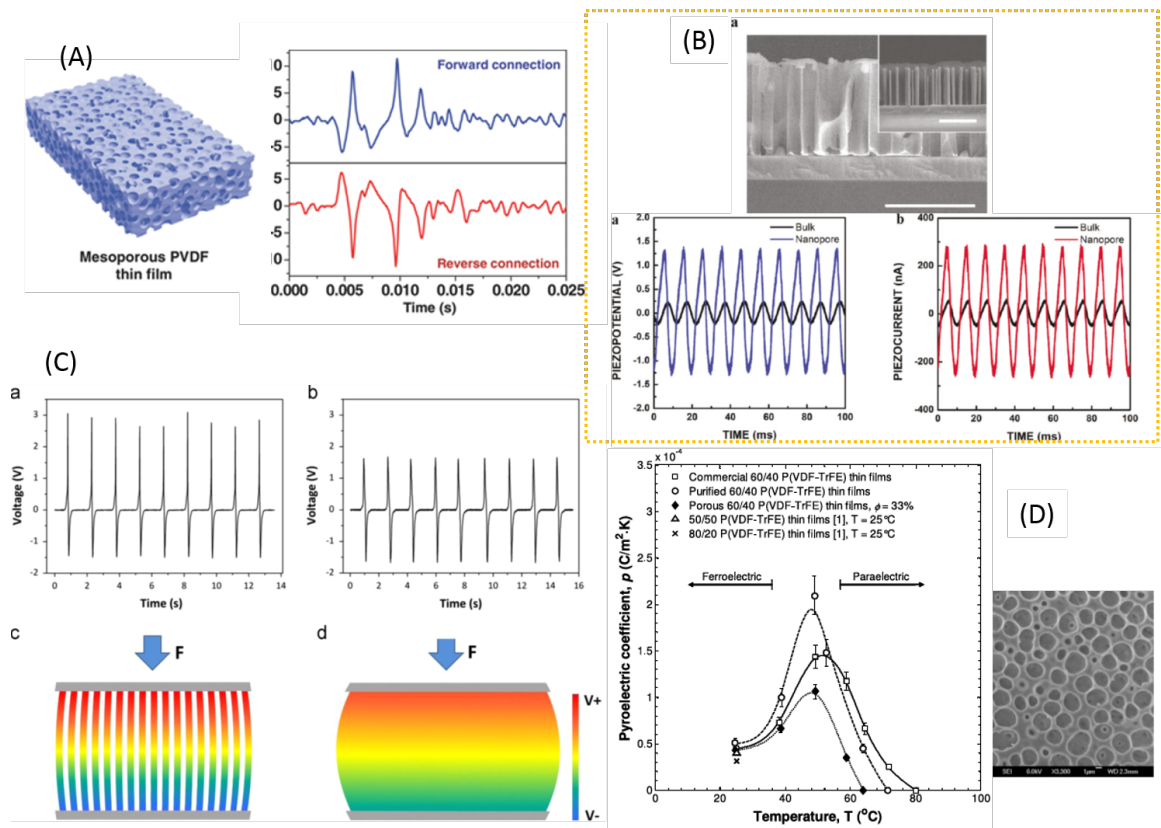 (A)
Mesoporous PVDF
thin film
0
5
0
-5
Forward connection
5
0
-5
Reverse connection
0.000 0.005 0.010 0.015 0.020 0.025
Time (s)
(B)
a
a
2.0
1.5
1.0
0.5
0.0
-0.5
-1.0
-1.5
-2.0
PIEZOPOTENTIAL (V)
Bulk
Nanopore
0 20 40 60 80 100
TIME (ms)
b
400
200
0
-200
-400
PIEZOCURRENT (nA)
Bulk
Nanopore
0 20 40 60 80 100
TIME (ms)
(C)
a
3
2
1
0
-1
-2
Voltage (V)
0 2 4 6 8 10 12 14
Time (s)
b
3
2
1
0
-1
-2
Voltage (V)
0 2 4 6 8 10 12 14 16
Time (s)
c
F
d
F
V+
V-
x 10⁻⁴
3.5
3
2.5
2
1.5
1
0.5
0
Pyroelectric coefficient, p (C/m²·K)
Commercial 60/40 P(VDF-TrFE) thin films
Purified 60/40 P(VDF-TrFE) thin films
Porous 60/40 P(VDF-TrFE) thin films, ϕ = 33%
50/50 P(VDF-TrFE) thin films [1], T = 25°C
80/20 P(VDF-TrFE) thin films [1], T = 25°C
Ferroelectric
Paraelectric
0 20 40 60 80 100
Temperature, T (°C)
(D)
SEI 6.0kV X3,300 1μm WD 2.3mm